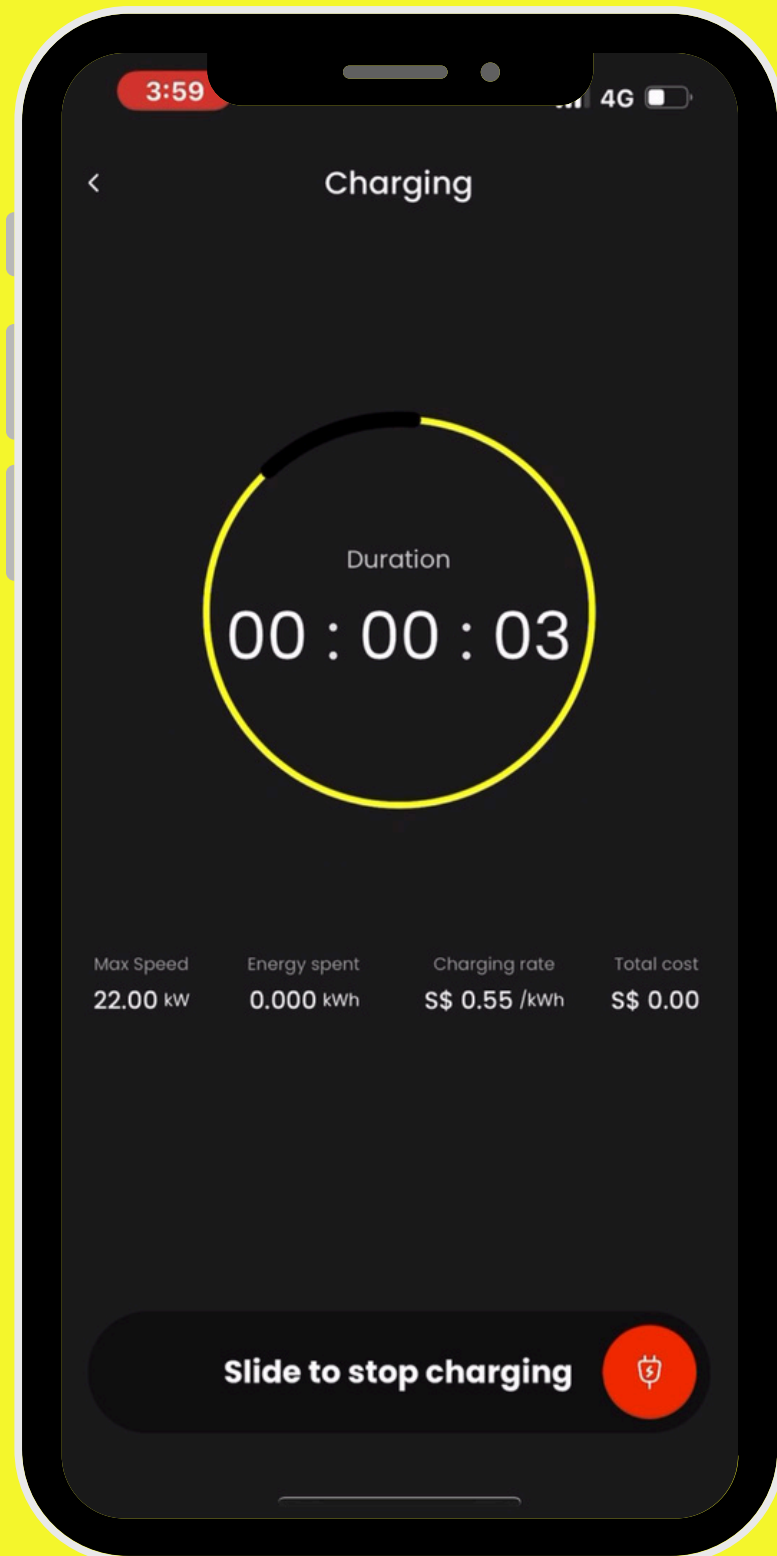 3:59 4G
Charging
Duration
00 : 00 : 03
Max Speed Energy spent Charging rate Total cost
22.00 kW 0.000 kWh S$ 0.55 /kWh S$ 0.00
Slide to stop charging